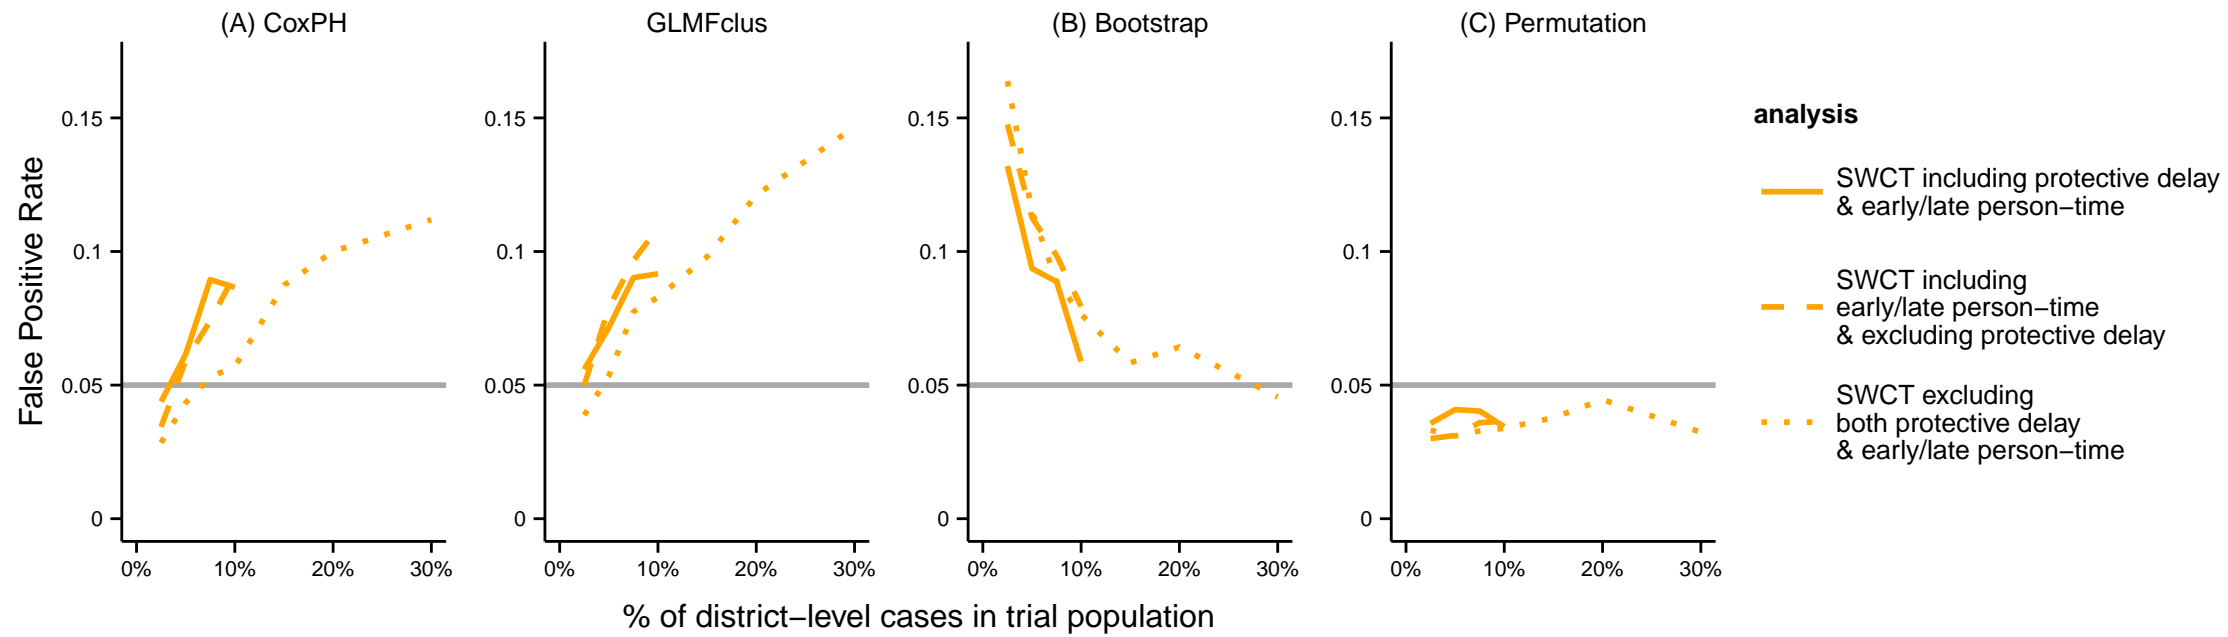 (A) CoxPH
GLMFclus
(B) Bootstrap
(C) Permutation
False Positive Rate
0.15
0.1
0.05
0
0%
10%
20%
30%
0.15
0.1
0.05
0
0%
10%
20%
30%
0.15
0.1
0.05
0
0%
10%
20%
30%
0.15
0.1
0.05
0
0%
10%
20%
30%
% of district−level cases in trial population
analysis
SWCT including protective delay
& early/late person−time
SWCT including
early/late person−time
& excluding protective delay
SWCT excluding
both protective delay
& early/late person−time